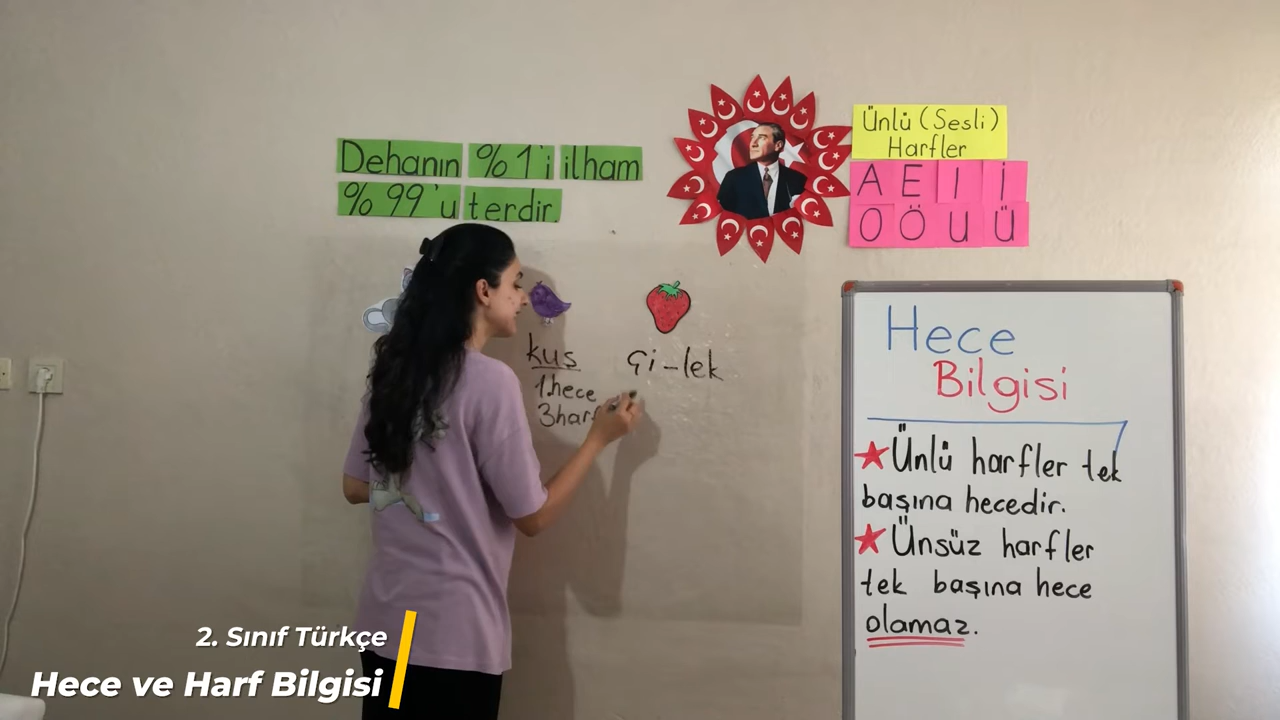 Dehanın %1'i ilham
%99'u terdir.
Ünlü (Sesli)
Harfler
A E I İ
O Ö U Ü
kuş
1.hece
3harf
çi-lek
Hece
Bilgisi
Ünlü harfler tek
başına hecedir.
Ünsüz harfler
tek başına hece
olamaz.
2. Sınıf Türkçe
Hece ve Harf Bilgisi